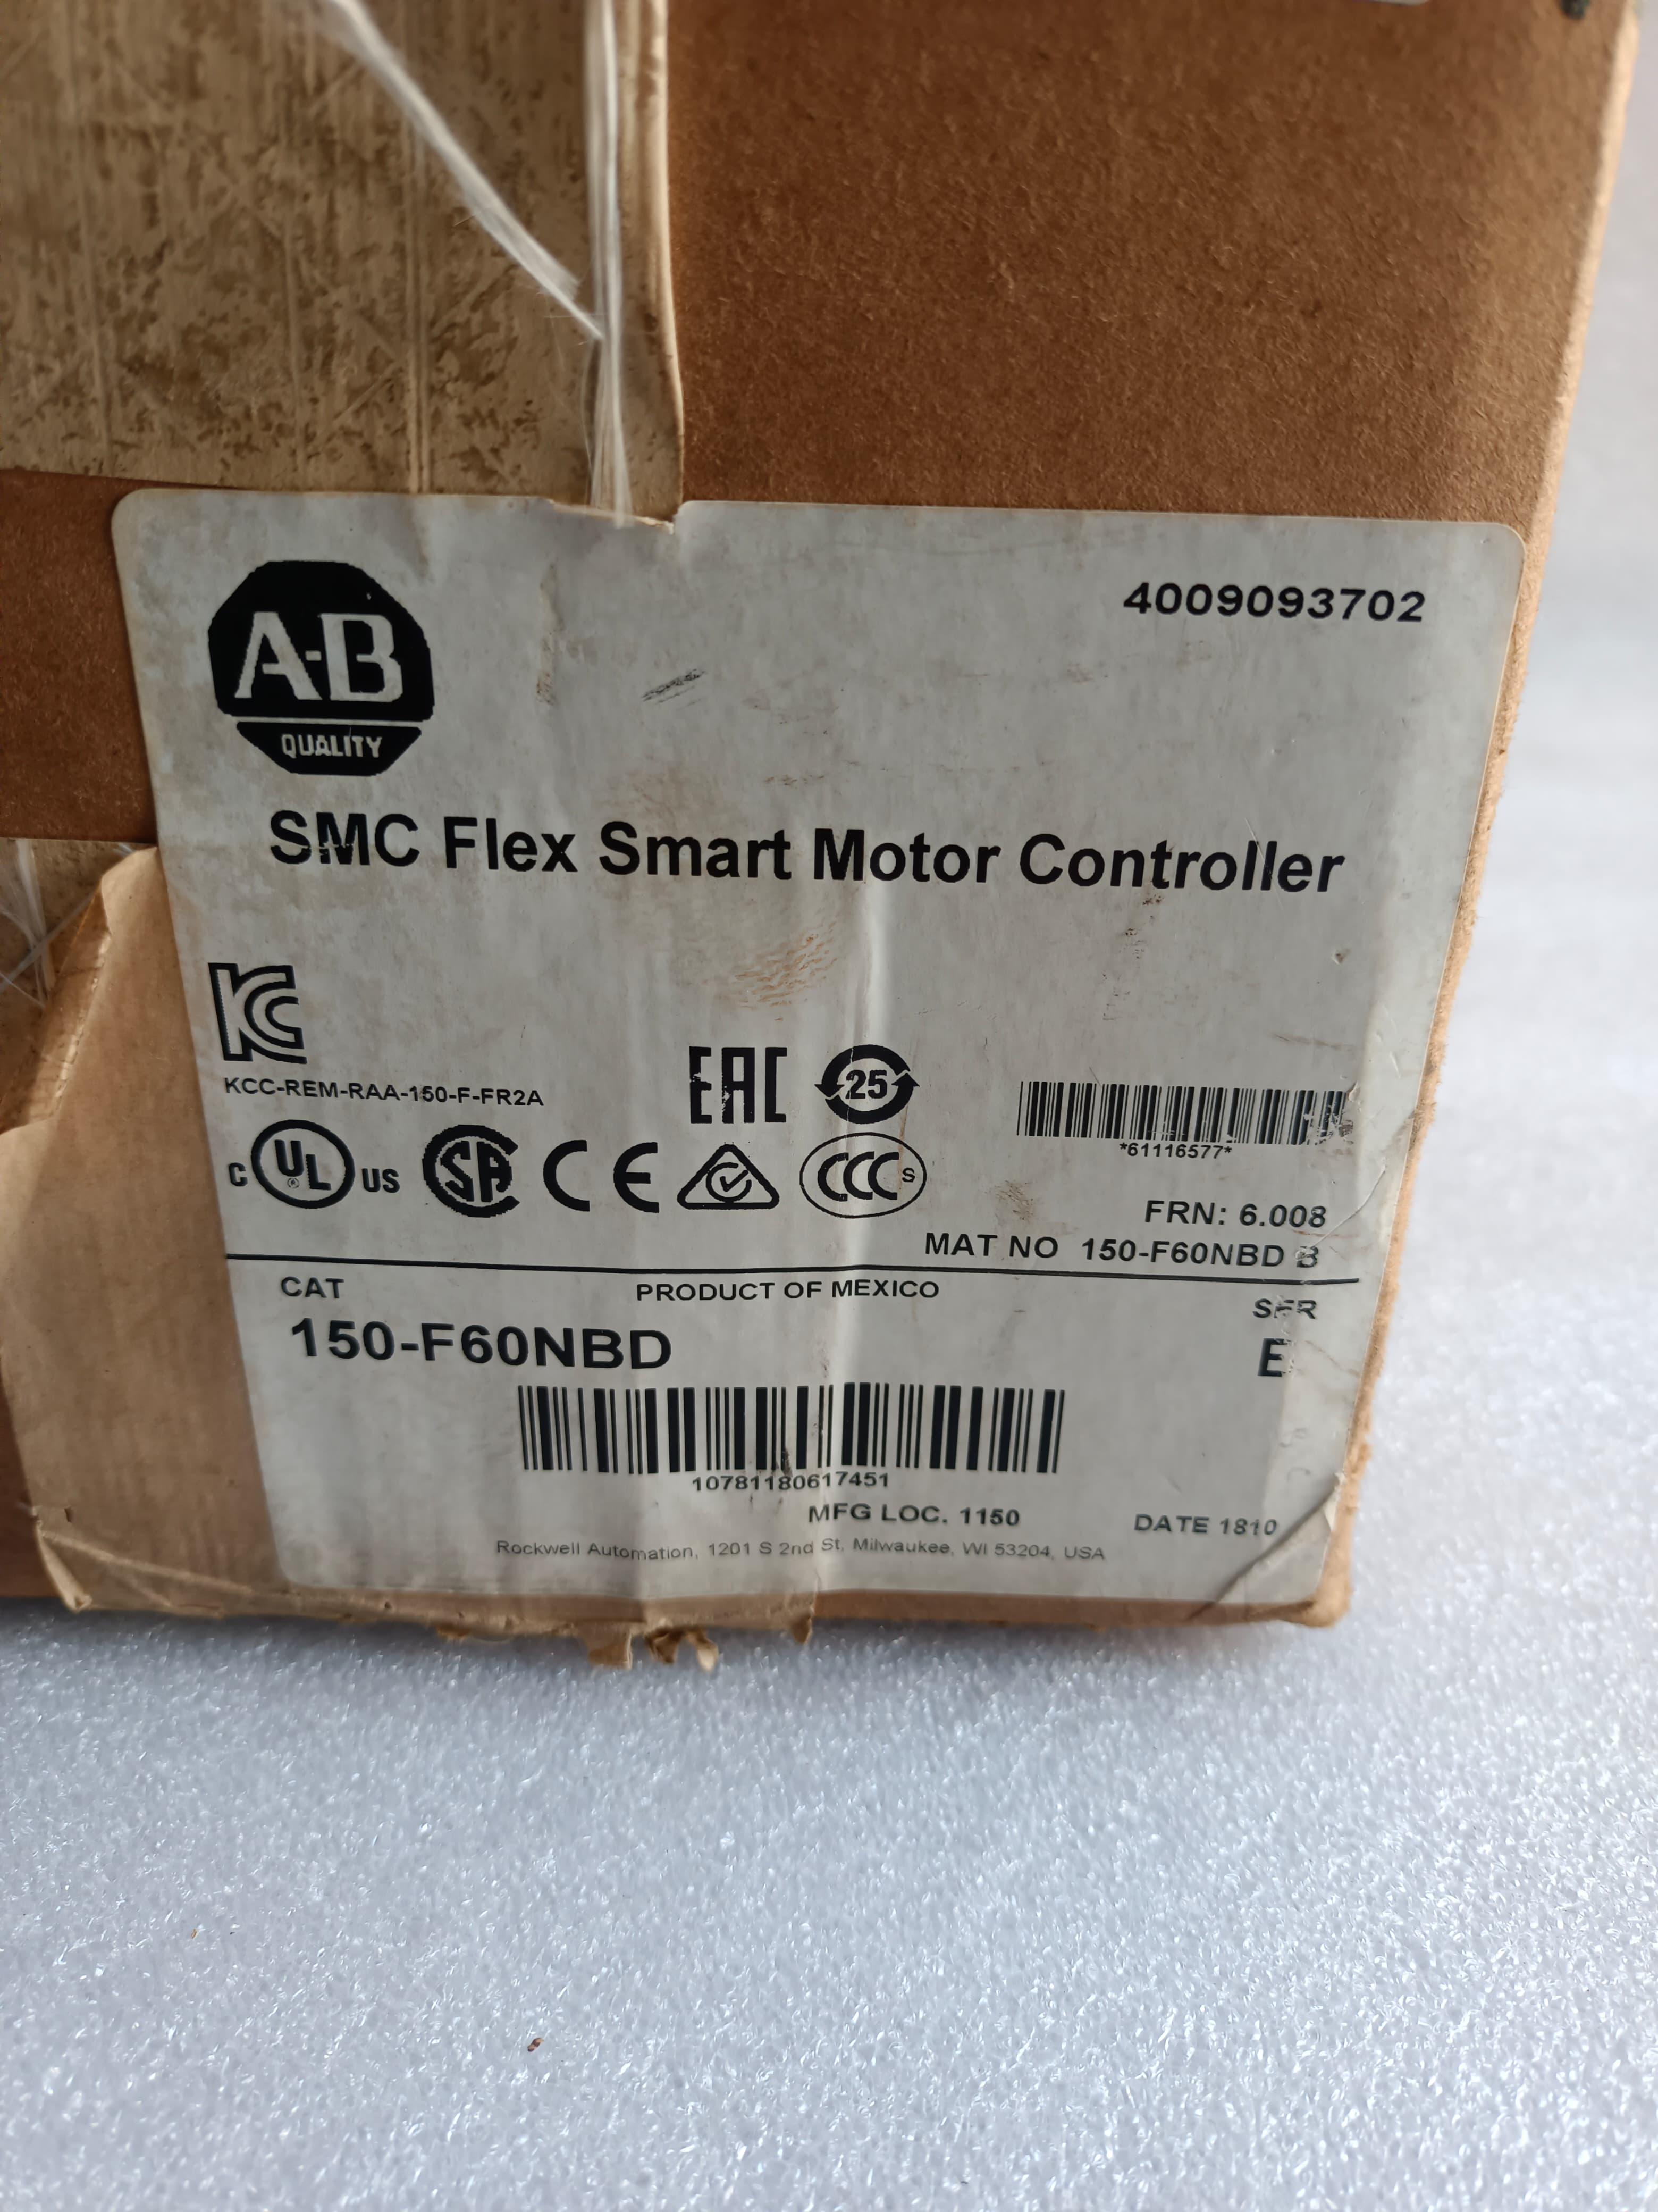 4009093702
A-B
QUALITY
SMC Flex Smart Motor Controller
KC
KCC-REM-RAA-150-F-FR2A
EAC
25
*61116577*
C UL US
SA
CE
CCC S
FRN: 6.008
MAT NO 150-F60NBD B
CAT
PRODUCT OF MEXICO
SER
150-F60NBD
E
10781180617451
MFG LOC. 1150
DATE 1810
Rockwell Automation, 1201 S 2nd St, Milwaukee, WI 53204, USA